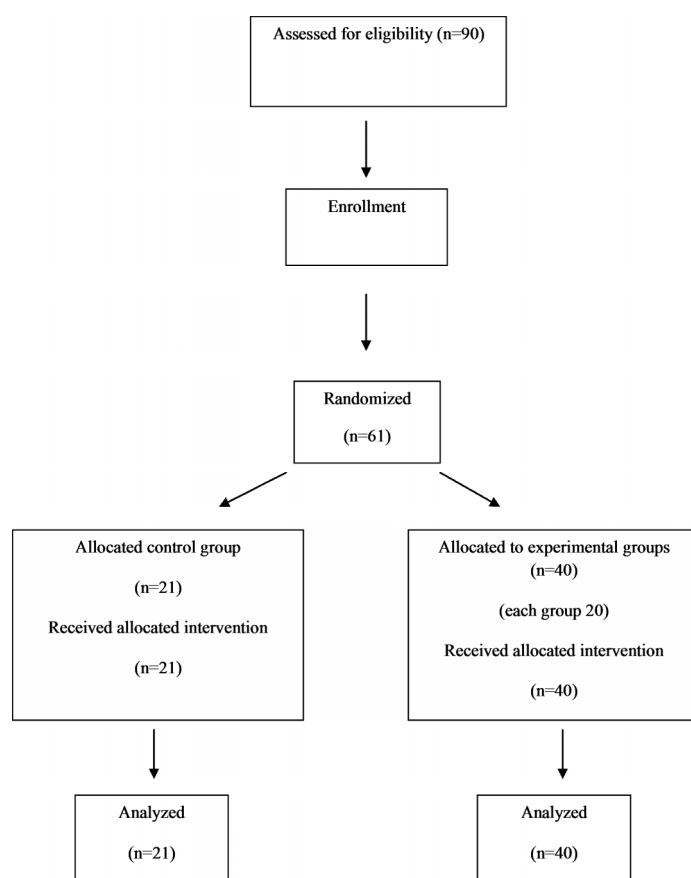 Assessed for eligibility (n=90)
Enrollment
Randomized
(n=61)
Allocated control group
(n=21)
Received allocated intervention
(n=21)
Allocated to experimental groups
(n=40)
(each group 20)
Received allocated intervention
(n=40)
Analyzed
(n=21)
Analyzed
(n=40)